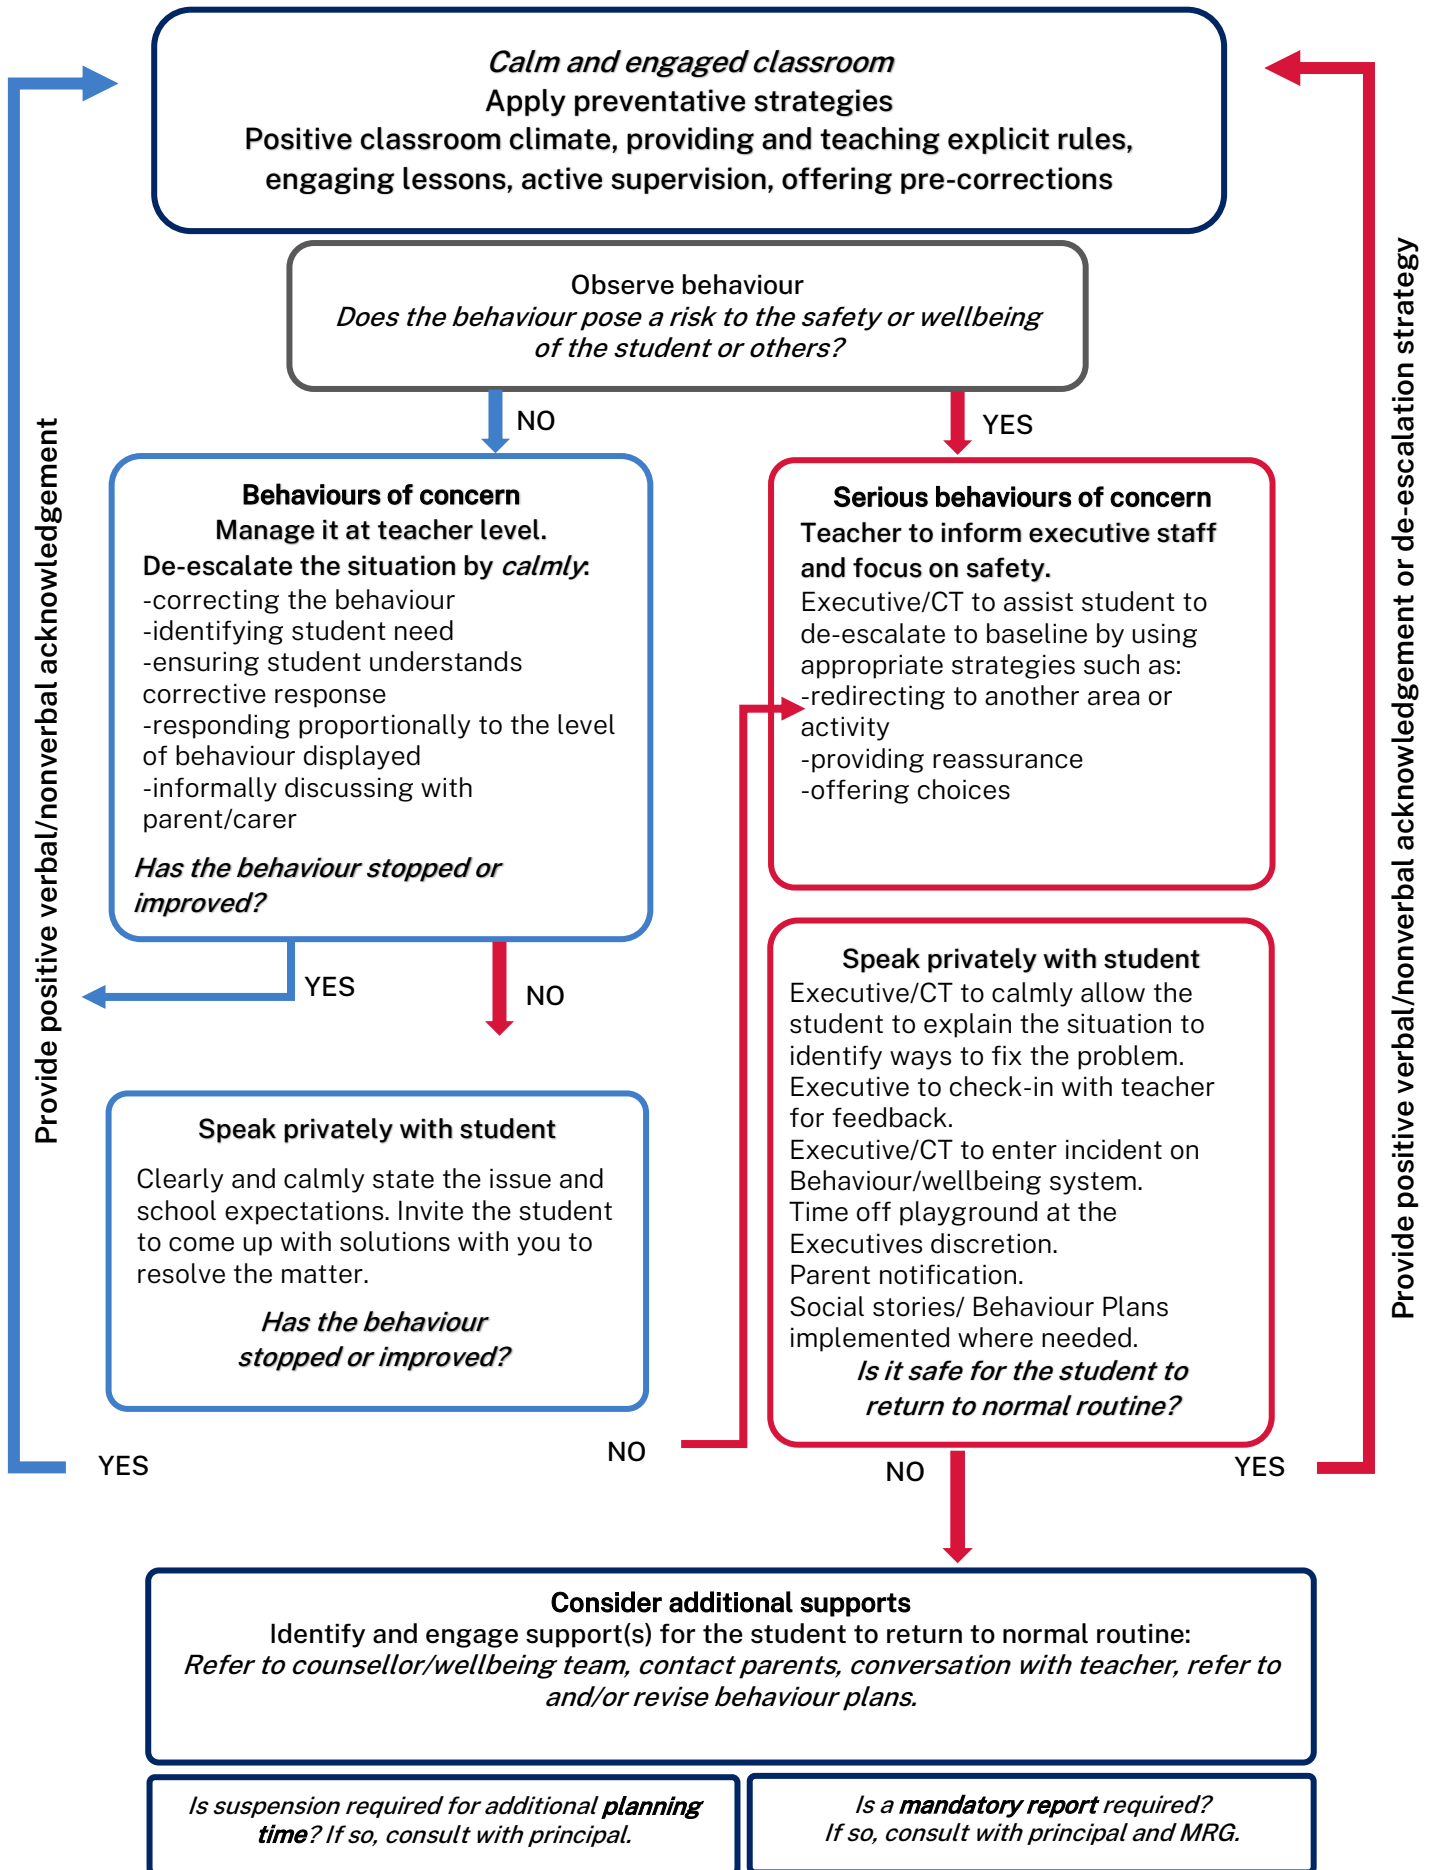 Calm and engaged classroom
Apply preventative strategies
Positive classroom climate, providing and teaching explicit rules,
engaging lessons, active supervision, offering pre-corrections
Observe behaviour
Does the behaviour pose a risk to the safety or wellbeing
of the student or others?
NO
YES
Behaviours of concern
Manage it at teacher level.
De-escalate the situation by calmly:
-correcting the behaviour
-identifying student need
-ensuring student understands
corrective response
-responding proportionally to the level
of behaviour displayed
-informally discussing with
parent/carer
Has the behaviour stopped or
improved?
YES
NO
Speak privately with student
Clearly and calmly state the issue and
school expectations. Invite the student
to come up with solutions with you to
resolve the matter.
Has the behaviour
stopped or improved?
YES
NO
Provide positive verbal/nonverbal acknowledgement
Serious behaviours of concern
Teacher to inform executive staff
and focus on safety.
Executive/CT to assist student to
de-escalate to baseline by using
appropriate strategies such as:
-redirecting to another area or
activity
-providing reassurance
-offering choices
Speak privately with student
Executive/CT to calmly allow the
student to explain the situation to
identify ways to fix the problem.
Executive to check-in with teacher
for feedback.
Executive/CT to enter incident on
Behaviour/wellbeing system.
Time off playground at the
Executives discretion.
Parent notification.
Social stories/ Behaviour Plans
implemented where needed.
Is it safe for the student to
return to normal routine?
NO
YES
Provide positive verbal/nonverbal acknowledgement or de-escalation strategy
Consider additional supports
Identify and engage support(s) for the student to return to normal routine:
Refer to counsellor/wellbeing team, contact parents, conversation with teacher, refer to
and/or revise behaviour plans.
Is suspension required for additional planning
time? If so, consult with principal.
Is a mandatory report required?
If so, consult with principal and MRG.